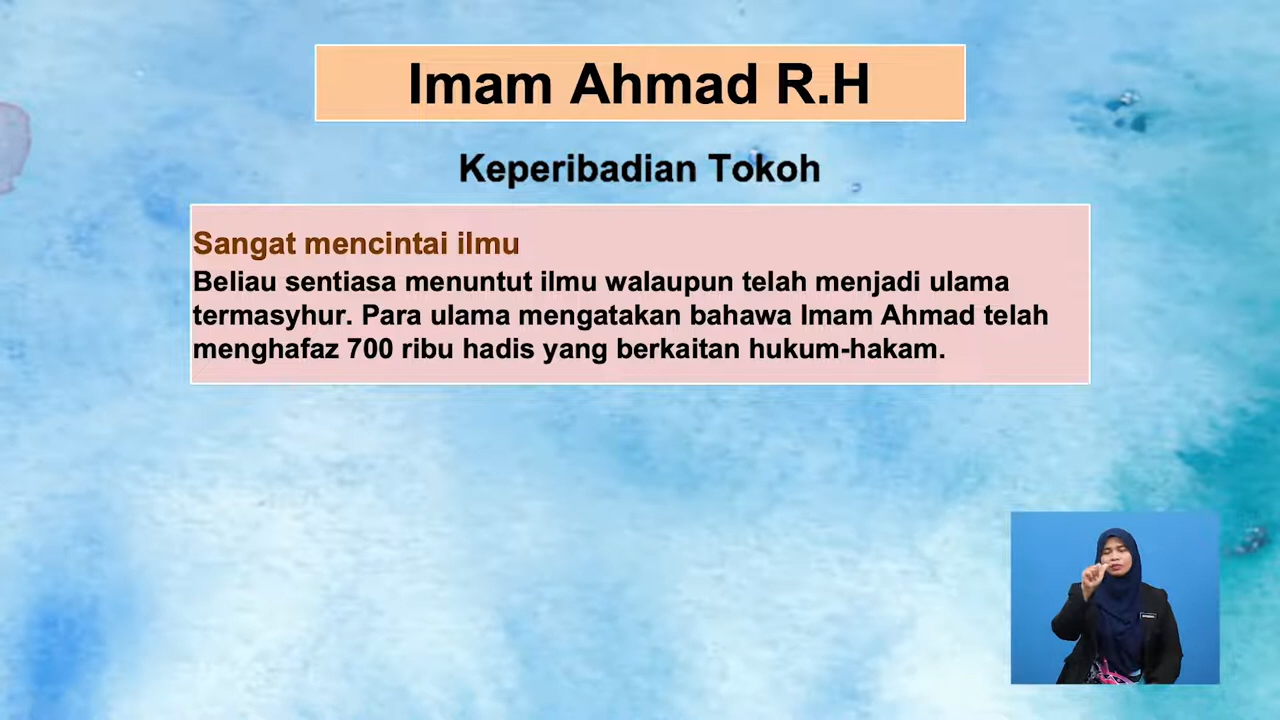 Imam Ahmad R.H
Keperibadian Tokoh
Sangat mencintai ilmu
Beliau sentiasa menuntut ilmu walaupun telah menjadi ulama
termasyhur. Para ulama mengatakan bahawa Imam Ahmad telah
menghafaz 700 ribu hadis yang berkaitan hukum-hakam.